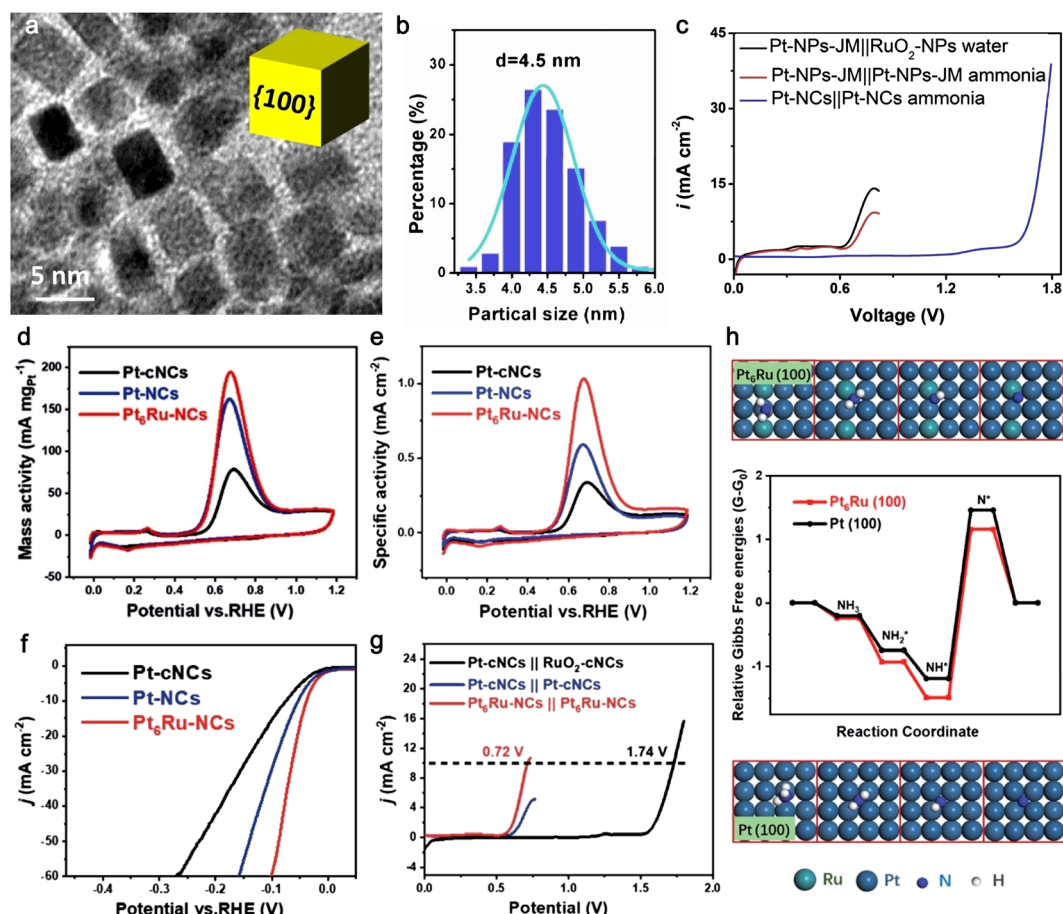 a
{100}
5 nm
b
d=4.5 nm
Percentage (%)
30
20
10
0
3.5 4.0 4.5 5.0 5.5 6.0
Partical size (nm)
c
Pt-NPs-JM||RuO₂-NPs water
Pt-NPs-JM||Pt-NPs-JM ammonia
Pt-NCs||Pt-NCs ammonia
i (mA cm⁻²)
45
30
15
0
0.0 0.6 1.2 1.8
Voltage (V)
d
Pt-cNCs
Pt-NCs
Pt₆Ru-NCs
Mass activity (mA mgPt⁻¹)
200
150
100
50
0
-50
0.0 0.2 0.4 0.6 0.8 1.0 1.2
Potential vs.RHE (V)
e
Pt-cNCs
Pt-NCs
Pt₆Ru-NCs
Specific activity (mA cm⁻²)
1.0
0.5
0.0
0.0 0.2 0.4 0.6 0.8 1.0 1.2
Potential vs.RHE (V)
f
Pt-cNCs
Pt-NCs
Pt₆Ru-NCs
j (mA cm⁻²)
0
-10
-20
-30
-40
-50
-60
-0.4 -0.3 -0.2 -0.1 0.0
Potential vs.RHE (V)
g
Pt-cNCs || RuO₂-cNCs
Pt-cNCs || Pt-cNCs
Pt₆Ru-NCs || Pt₆Ru-NCs
0.72 V
1.74 V
j (mA cm⁻²)
24
20
16
12
8
4
0
-4
0.0 0.5 1.0 1.5 2.0
Potential (V)
h
Pt₆Ru (100)
Pt₆Ru (100)
Pt (100)
N*
NH₃
NH₂*
NH*
Relative Gibbs Free energies (G-G₀)
2
1
0
-1
Reaction Coordinate
Pt (100)
Ru Pt N H